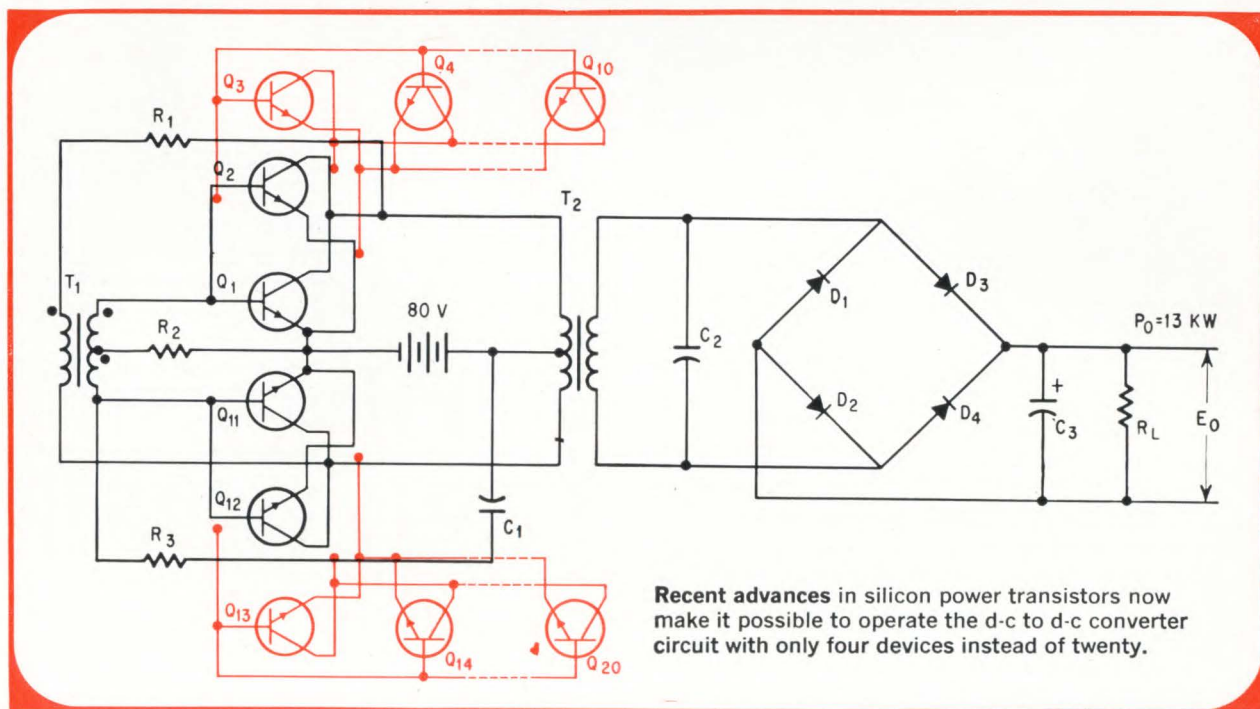 Q3
Q4
Q10
R1
Q2
T2
T1
Q1
80 V
D1
D3
R2
C2
P0=13 KW
Q11
D2
D4
+
C3
RL
E0
Q12
C1
R3
Q13
Q14
Q20
Recent advances in silicon power transistors now
make it possible to operate the d-c to d-c converter
circuit with only four devices instead of twenty.